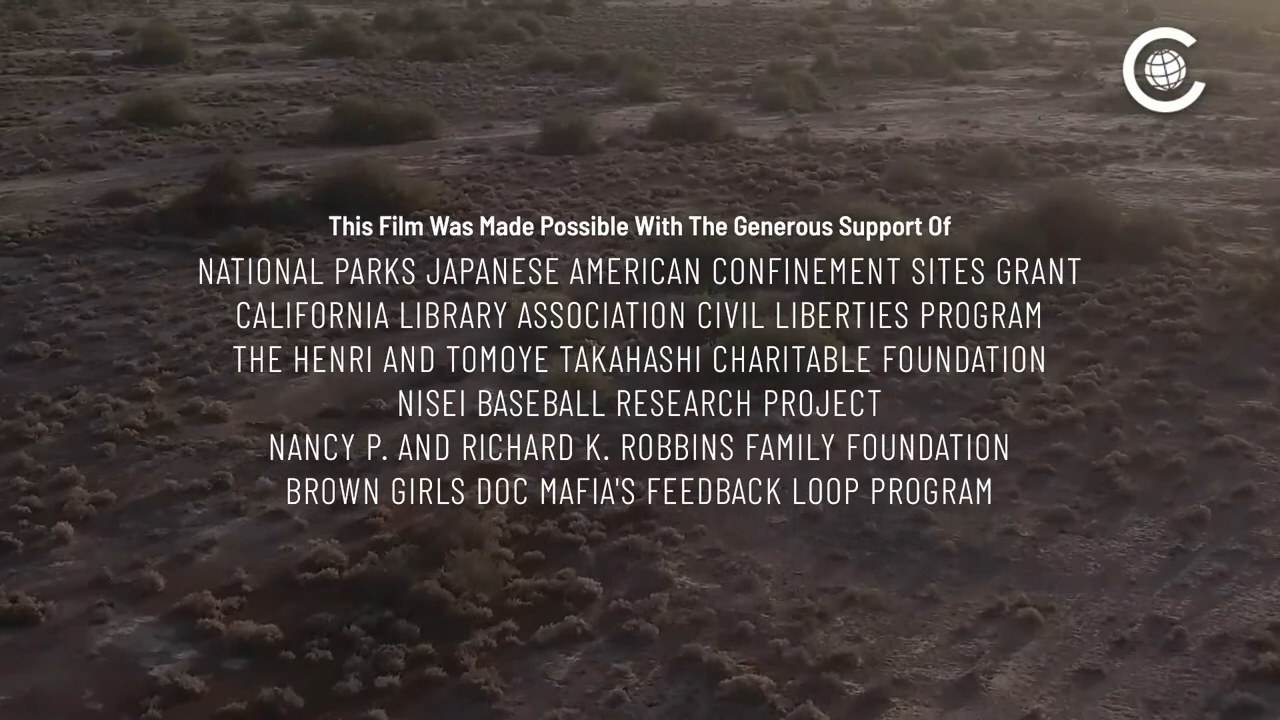 This Film Was Made Possible With The Generous Support Of
NATIONAL PARKS JAPANESE AMERICAN CONFINEMENT SITES GRANT
CALIFORNIA LIBRARY ASSOCIATION CIVIL LIBERTIES PROGRAM
THE HENRI AND TOMOYE TAKAHASHI CHARITABLE FOUNDATION
NISEI BASEBALL RESEARCH PROJECT
NANCY P. AND RICHARD K. ROBBINS FAMILY FOUNDATION
BROWN GIRLS DOC MAFIA'S FEEDBACK LOOP PROGRAM